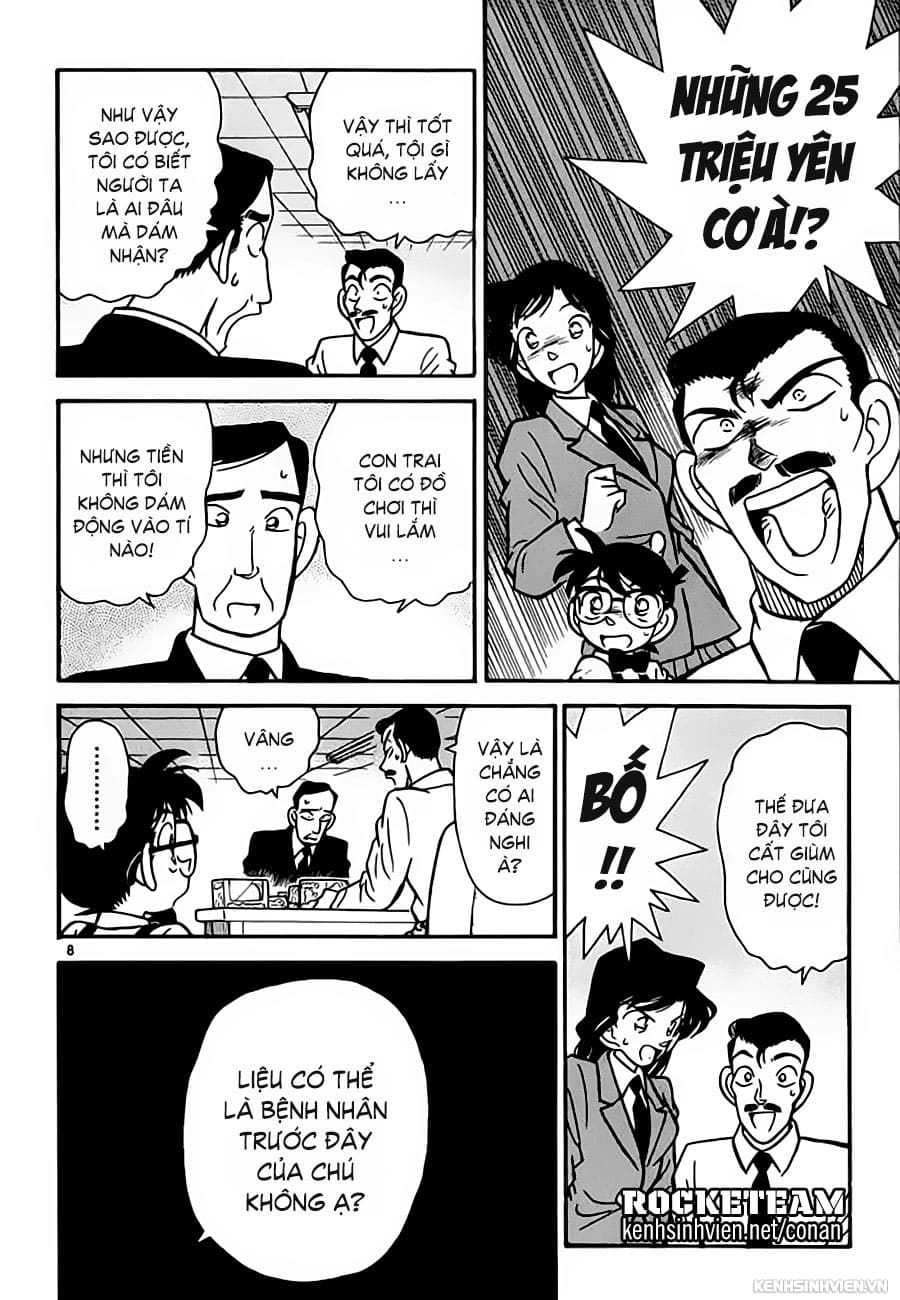 NHỮNG 25
TRIỆU YÊN
CƠ À!?
VẬY THÌ TỐT
QUÁ, TỘI GÌ
KHÔNG LẤY
...
NHƯ VẬY
SAO ĐƯỢC,
TÔI CÓ BIẾT
NGƯỜI TA
LÀ AI ĐÂU
MÀ DÁM
NHẬN?
CON TRAI
TÔI CÓ ĐỒ
CHƠI THÌ
VUI LẮM
...
NHƯNG TIỀN
THÌ TÔI
KHÔNG DÁM
ĐỘNG VÀO TÍ
NÀO!
THẾ ĐƯA
ĐÂY TÔI
CẤT GIÙM
CHO CŨNG
ĐƯỢC!
BỐ
!!
VẬY LÀ
CHẲNG
CÓ AI
ĐÁNG
NGHI
À?
VÂNG
...
.........
8
LIỆU CÓ THỂ
LÀ BỆNH NHÂN
TRƯỚC ĐÂY
CỦA CHÚ
KHÔNG Ạ?
ROCKETEAM
kenhsinhvien.net/conan
KENHSINHVIEN.VN